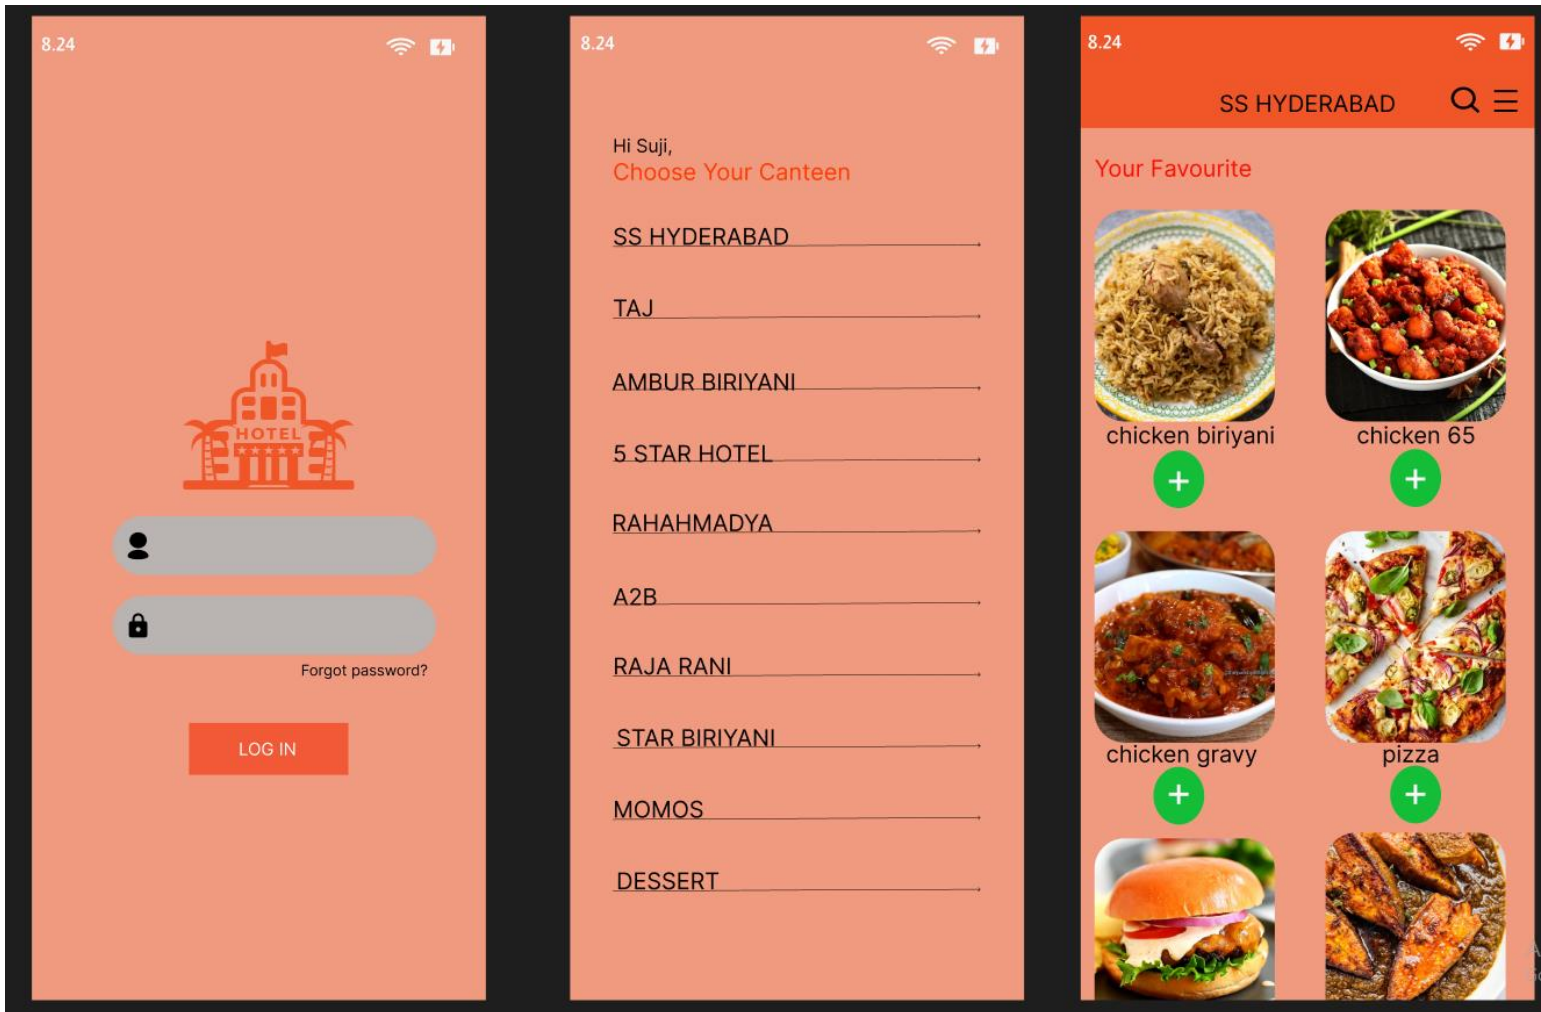 8.24
HOTEL
Forgot password?
LOG IN
8.24
Hi Suji,
Choose Your Canteen
SS HYDERABAD
TAJ
AMBUR BIRIYANI
5 STAR HOTEL
RAHAHMADYA
A2B
RAJA RANI
STAR BIRIYANI
MOMOS
DESSERT
8.24
SS HYDERABAD
Your Favourite
chicken biriyani
chicken 65
chicken gravy
pizza